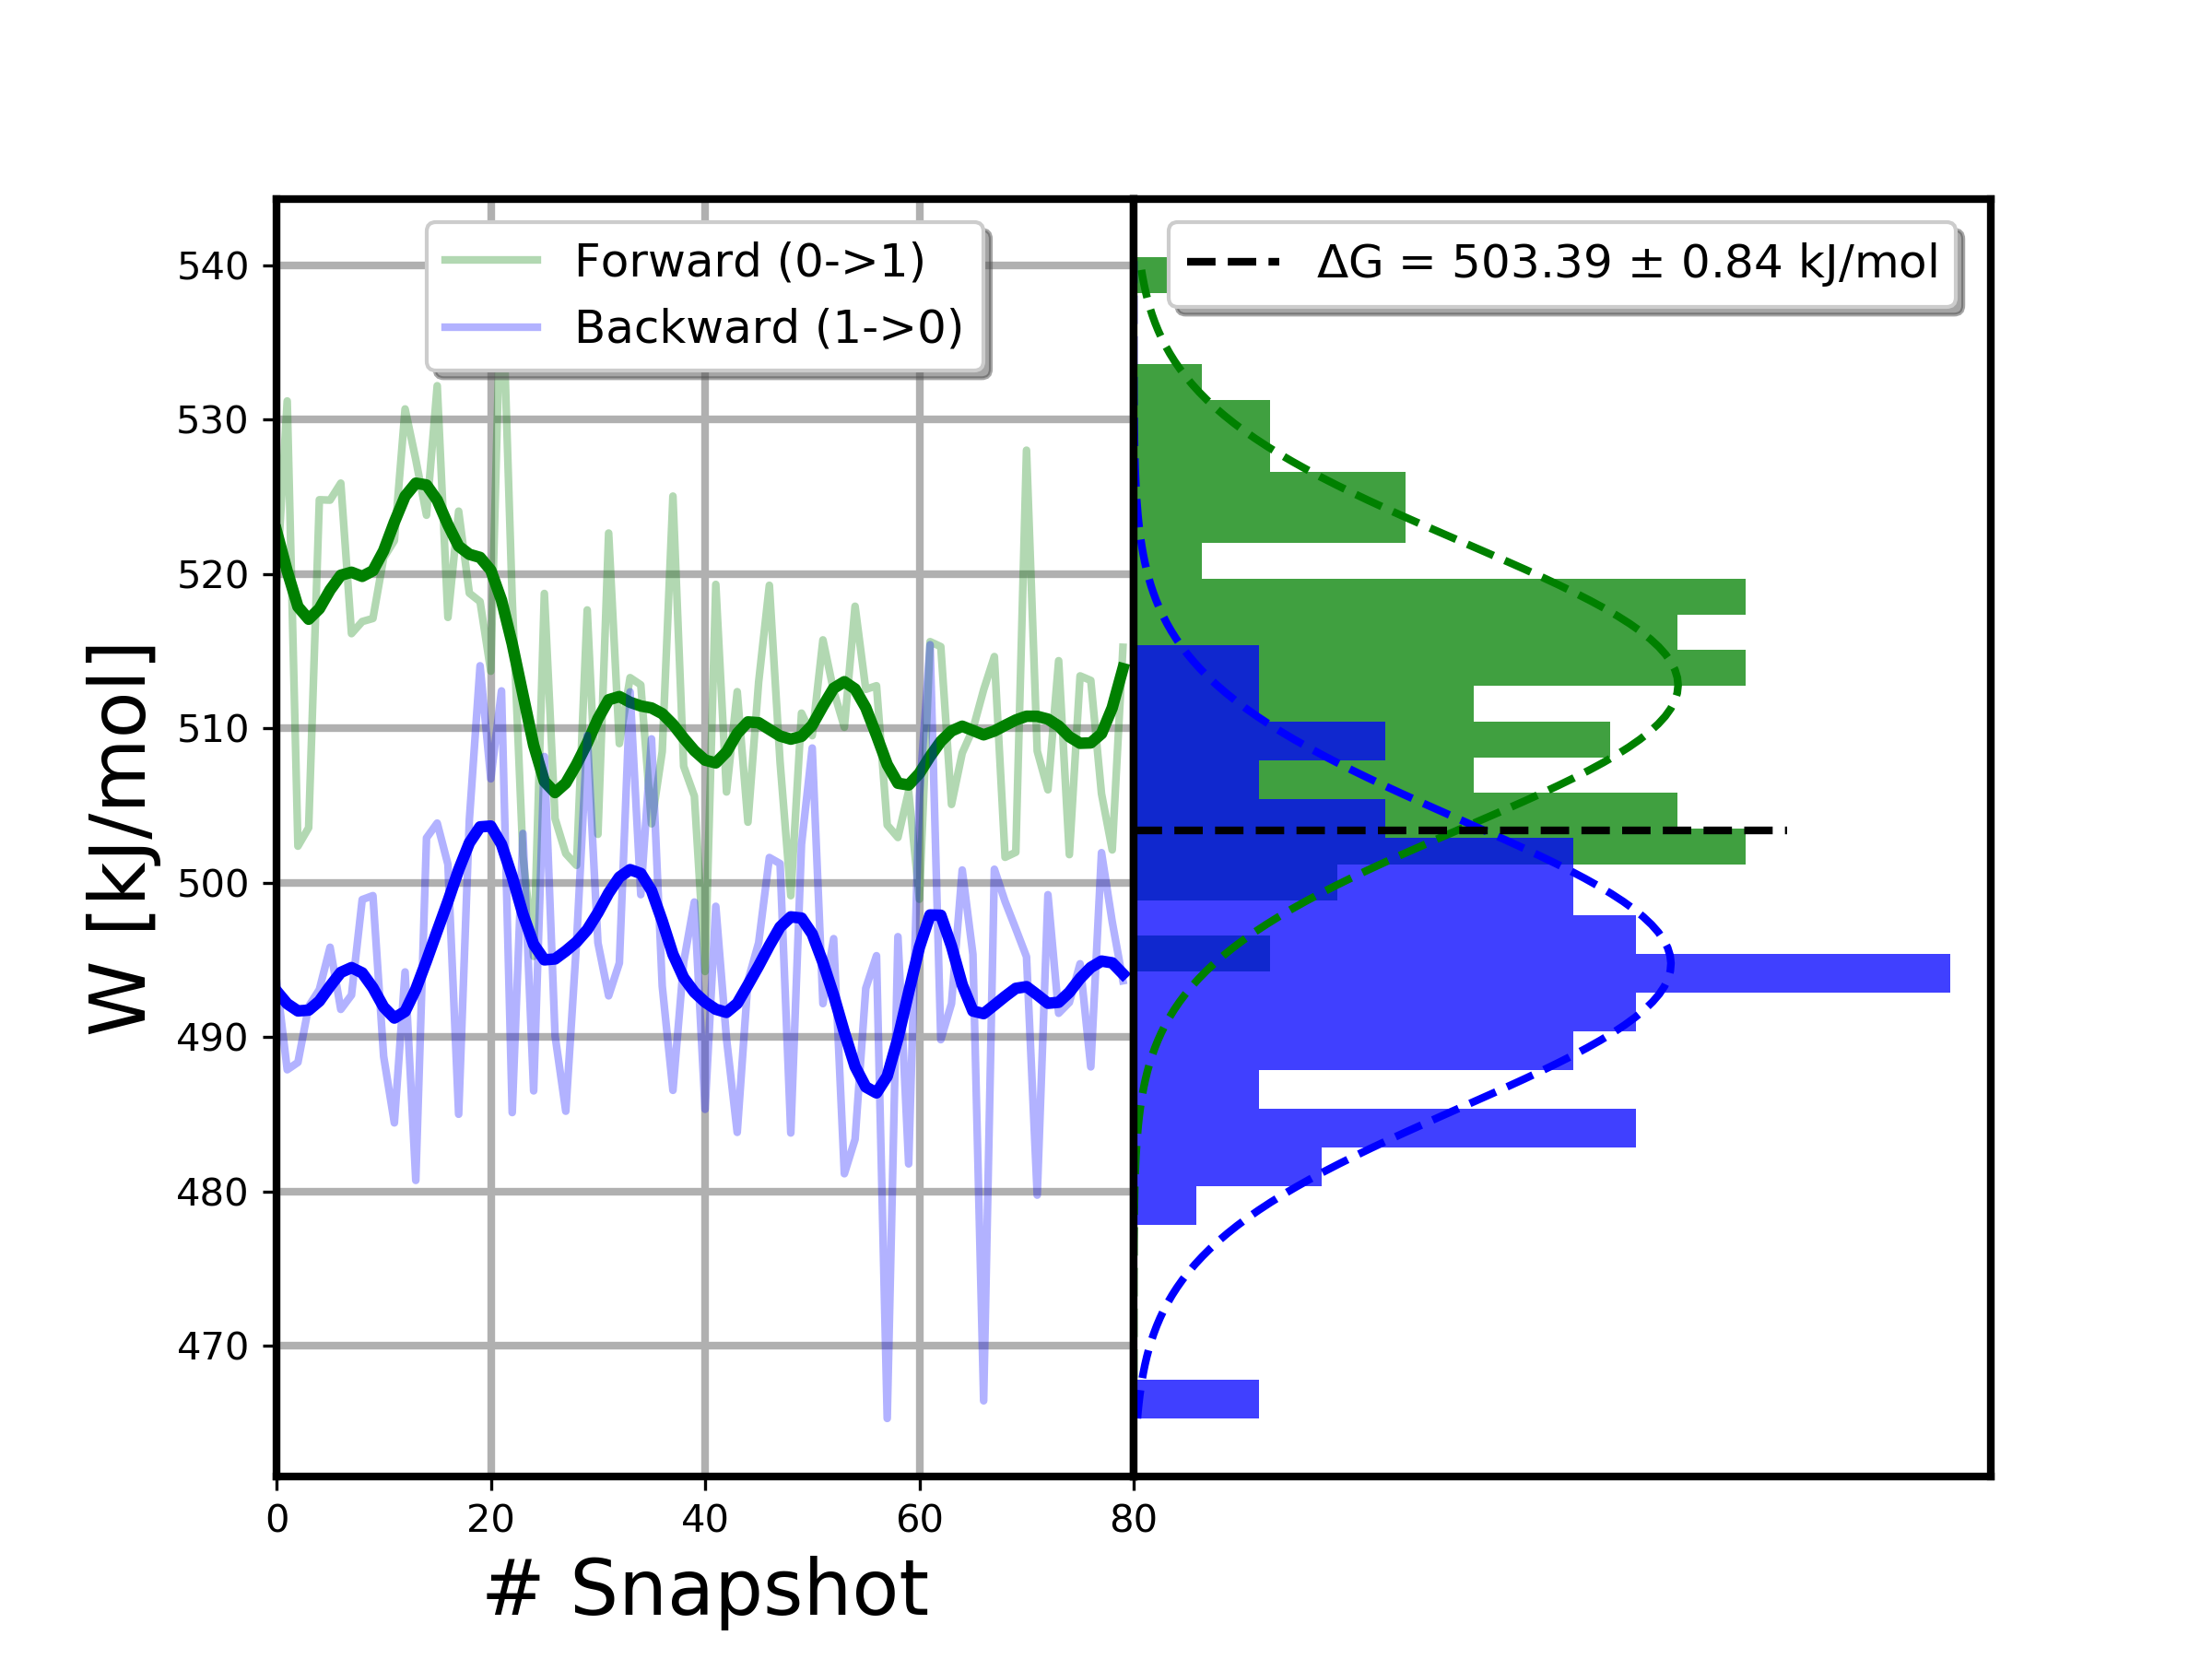 Forward (0->1)
Backward (1->0)
ΔG = 503.39 ± 0.84 kJ/mol
W [kJ/mol]
540
530
520
510
500
490
480
470
0 20 40 60 80
# Snapshot